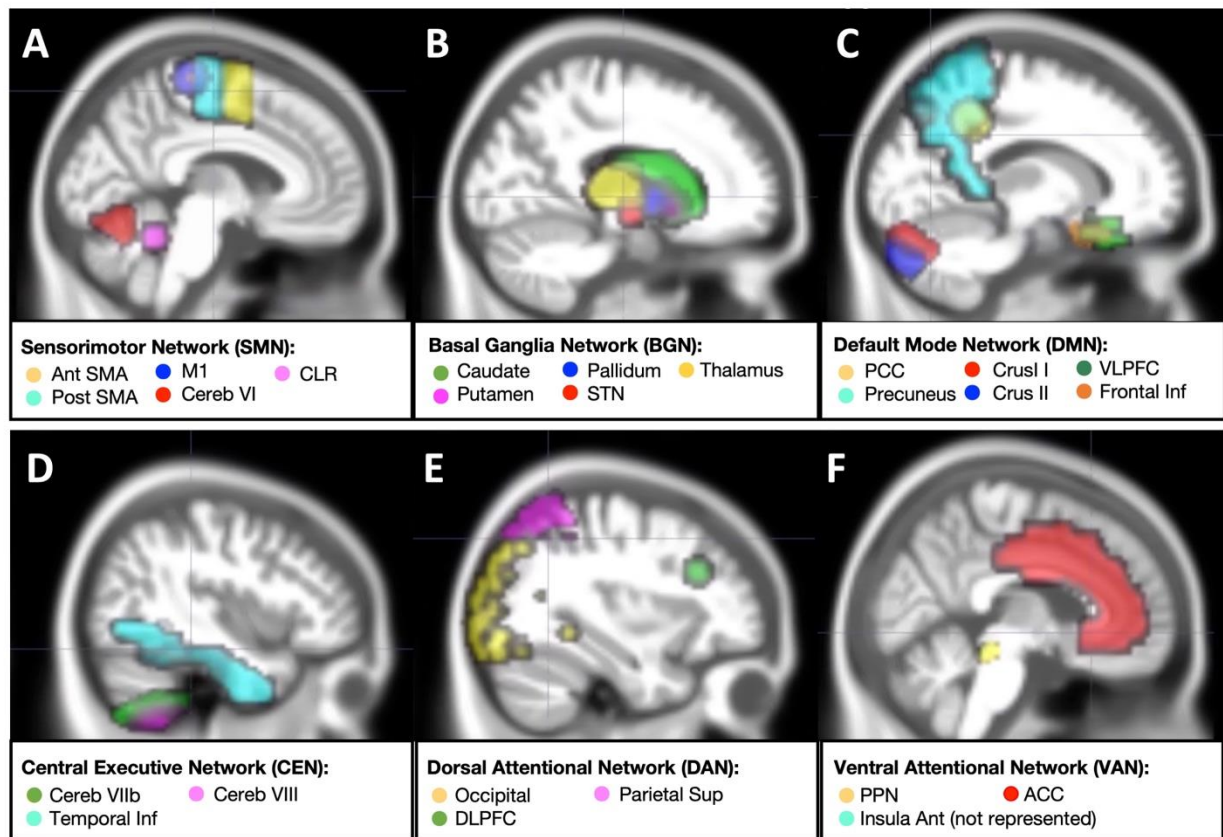 A
B
C
Sensorimotor Network (SMN):
Ant SMA M1 CLR
Post SMA Cereb VI
Basal Ganglia Network (BGN):
Caudate Pallidum Thalamus
Putamen STN
Default Mode Network (DMN):
PCC CrusI I VLPFC
Precuneus Crus II Frontal Inf
D
E
F
Central Executive Network (CEN):
Cereb VIIb Cereb VIII
Temporal Inf
Dorsal Attentional Network (DAN):
Occipital Parietal Sup
DLPFC
Ventral Attentional Network (VAN):
PPN ACC
Insula Ant (not represented)